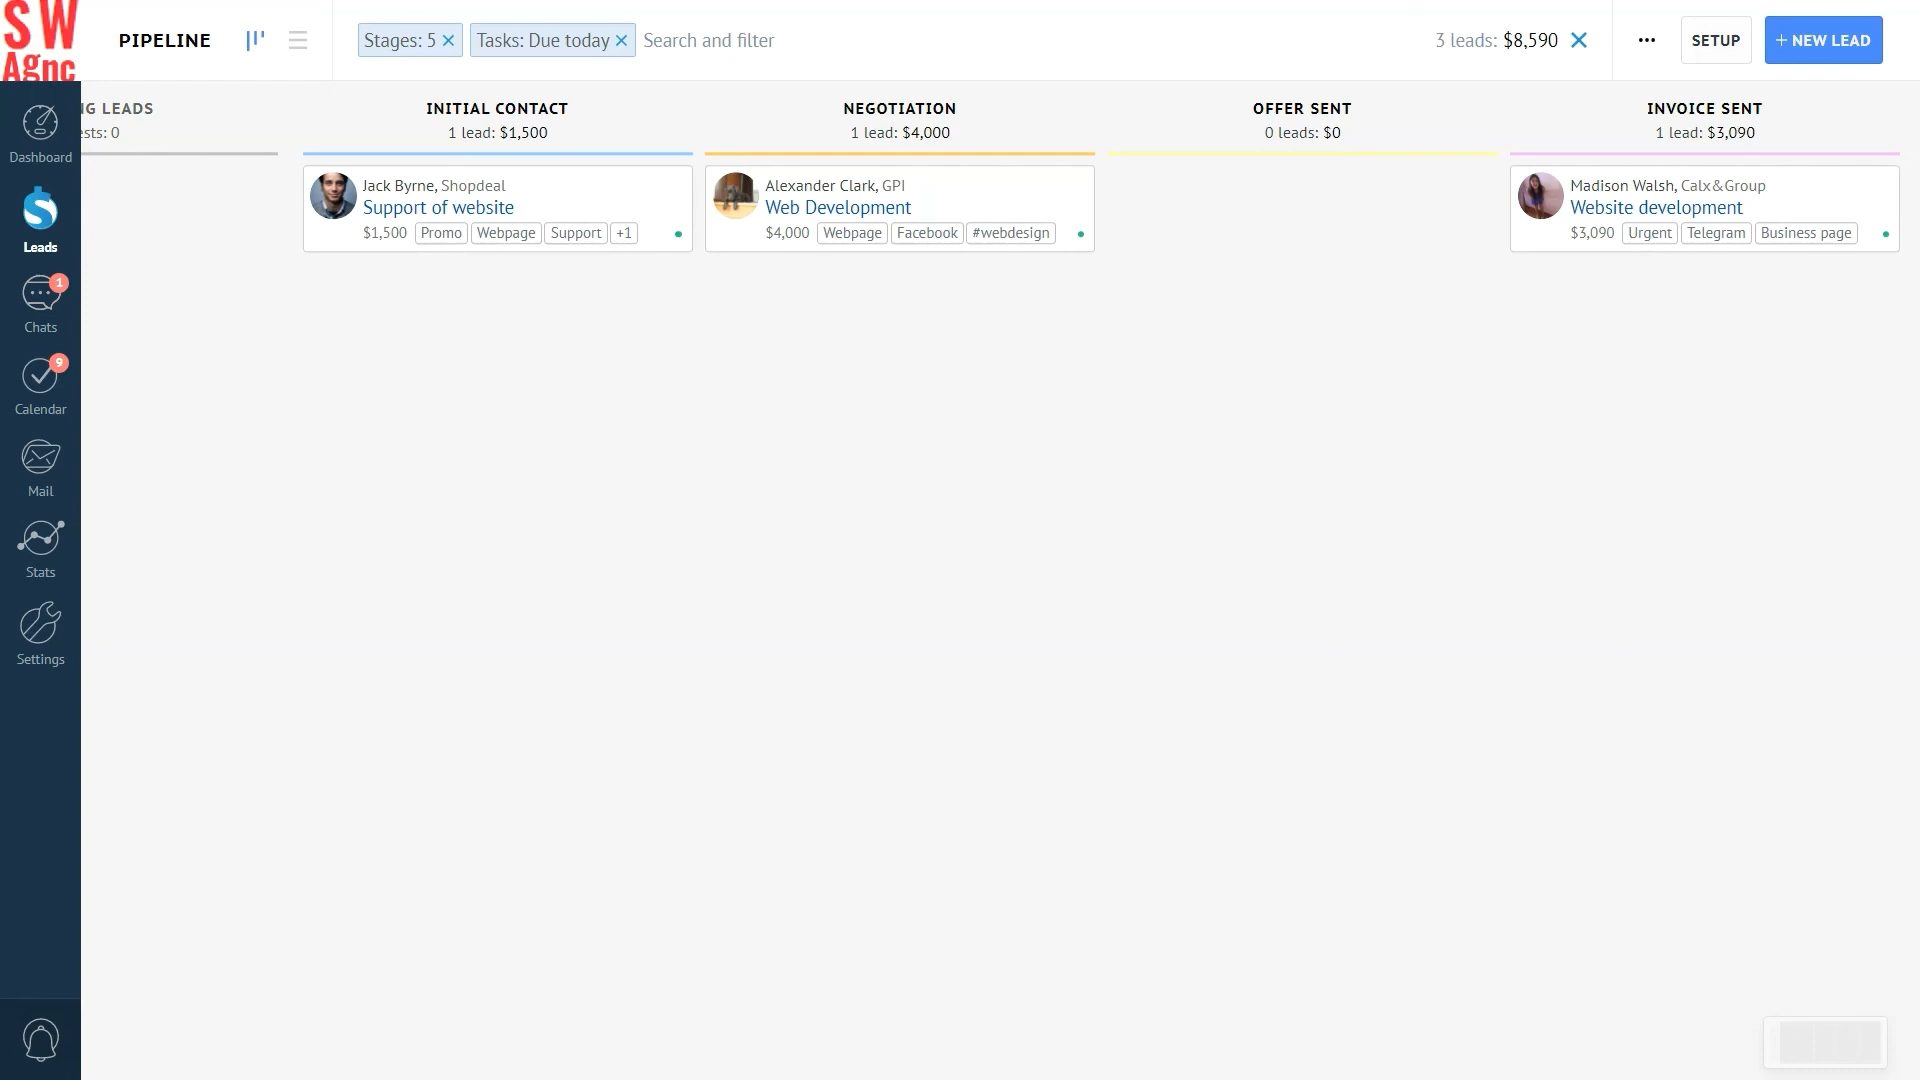 SW
Agnc
PIPELINE
Stages: 5
Tasks: Due today
Search and filter
3 leads: $8,590
SETUP
+ NEW LEAD
Dashboard
Leads
1
Chats
9
Calendar
Mail
Stats
Settings
NG LEADS
ests: 0
INITIAL CONTACT
1 lead: $1,500
Jack Byrne, Shopdeal
Support of website
$1,500 Promo Webpage Support +1
NEGOTIATION
1 lead: $4,000
Alexander Clark, GPI
Web Development
$4,000 Webpage Facebook #webdesign
OFFER SENT
0 leads: $0
INVOICE SENT
1 lead: $3,090
Madison Walsh, Calx&Group
Website development
$3,090 Urgent Telegram Business page